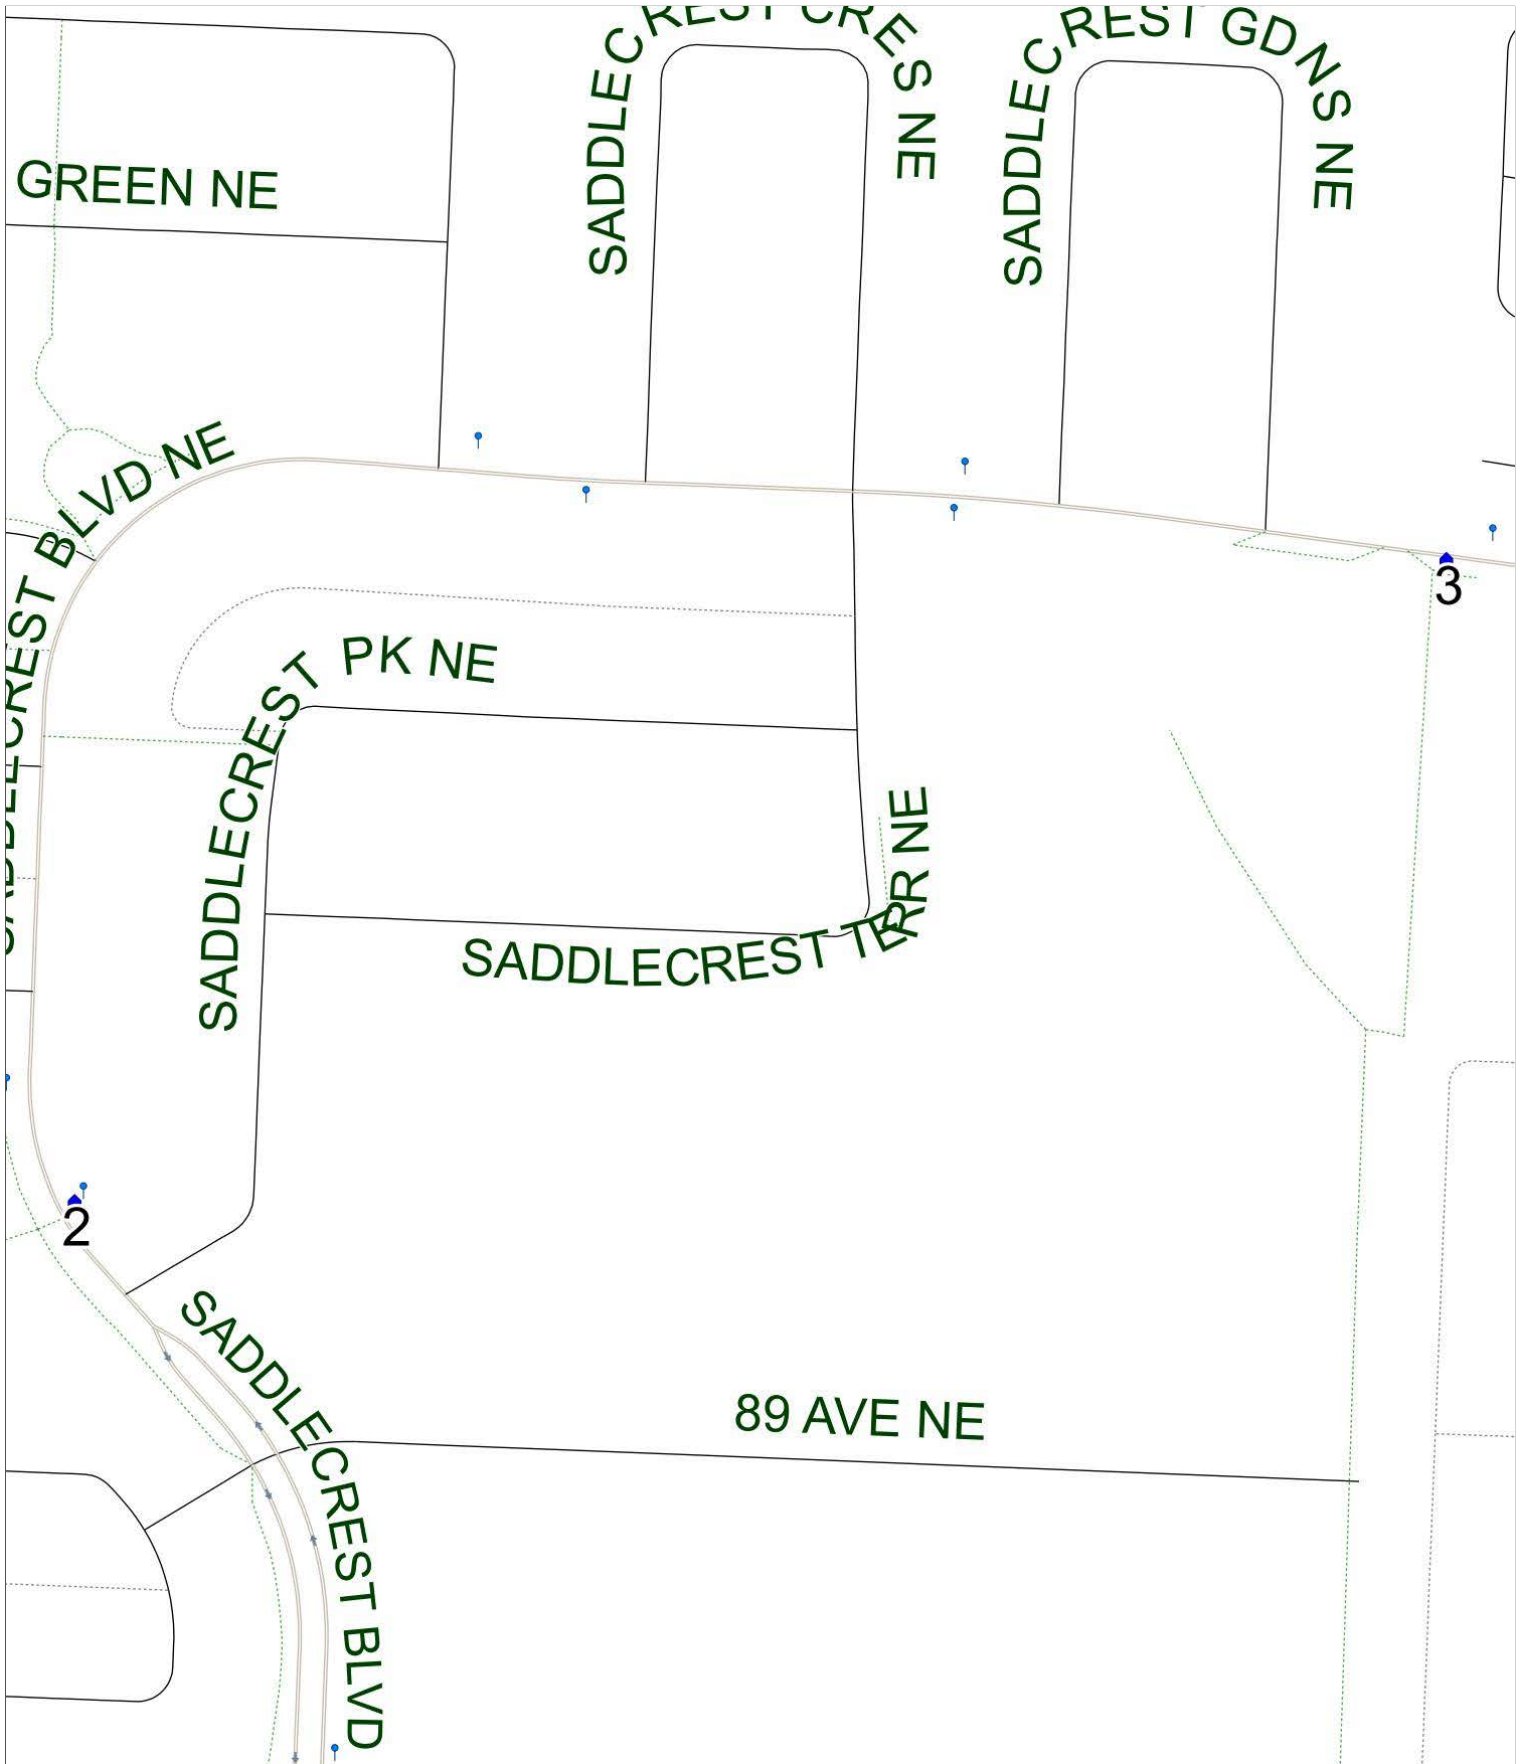 SADDLECREST CRES NE
SADDLECREST GDNS NE
GREEN NE
SADDLECREST BLVD NE
3
SADDLECREST PK NE
SADDLECREST TERR NE
2
SADDLECREST BLVD
89 AVE NE